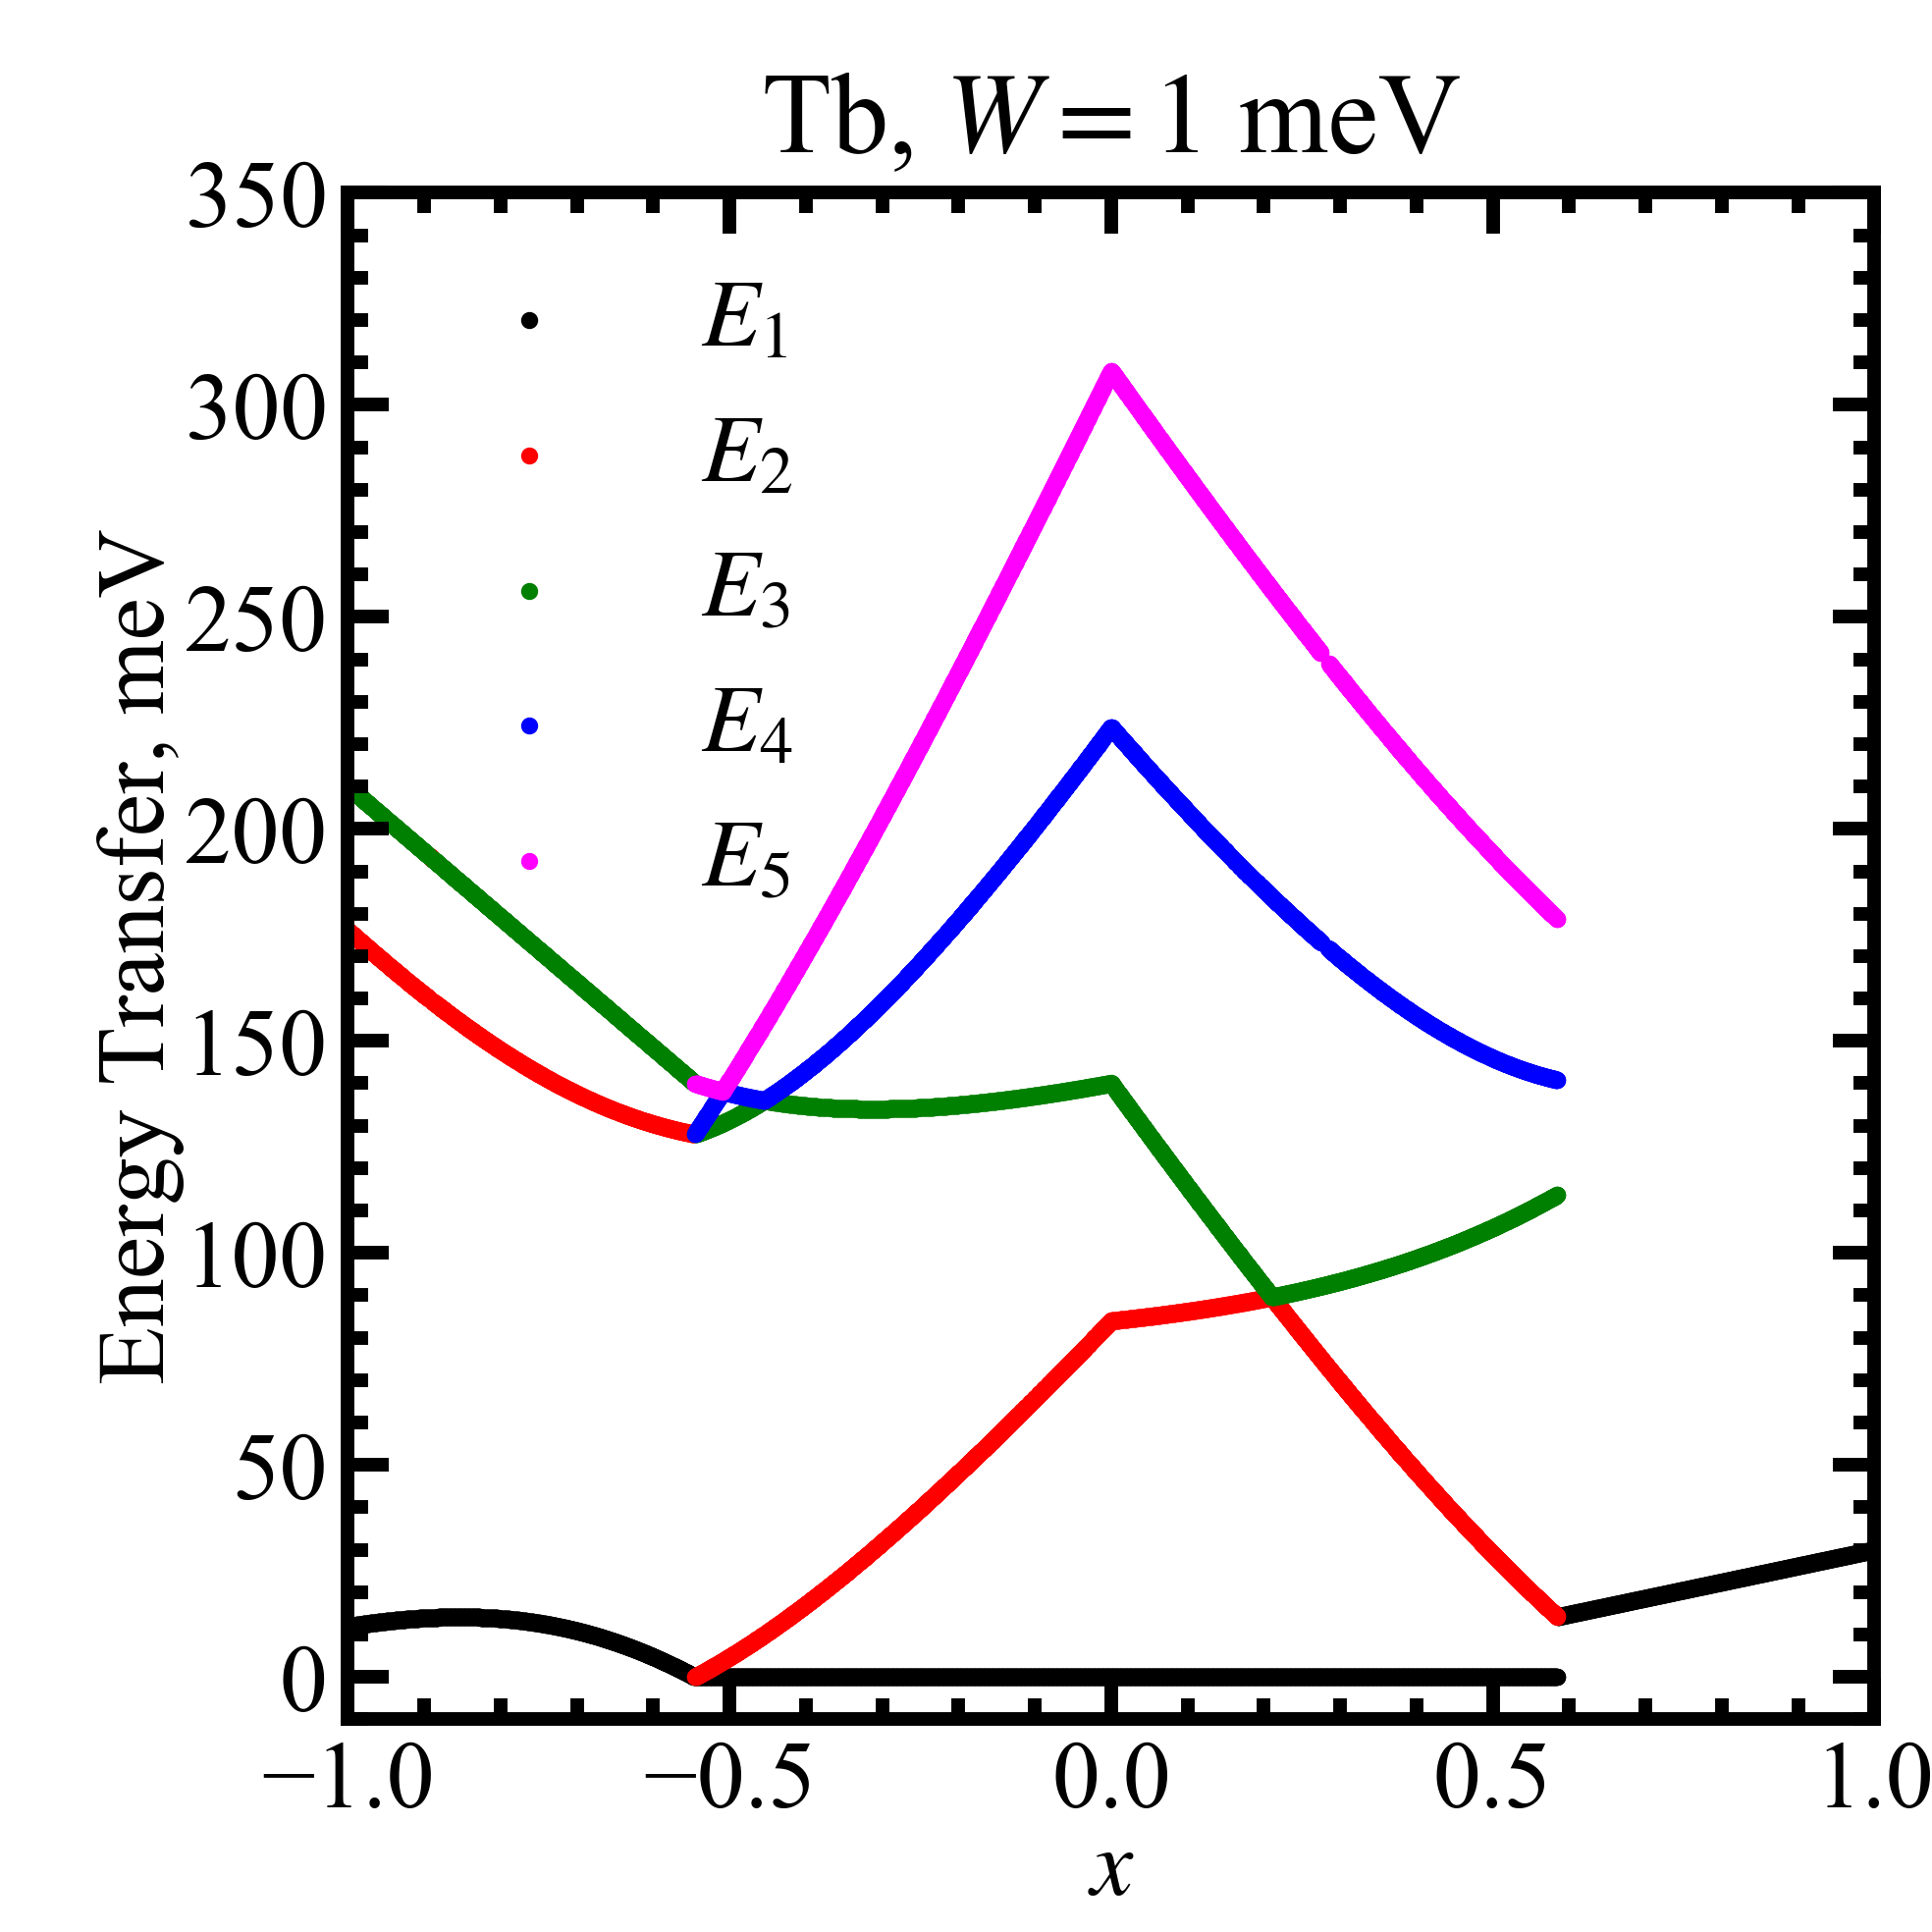 Tb, W = 1 meV
350
300
250
200
150
100
50
0
Energy Transfer, meV
E₁
E₂
E₃
E₄
E₅
−1.0 −0.5 0.0 0.5 1.0
x